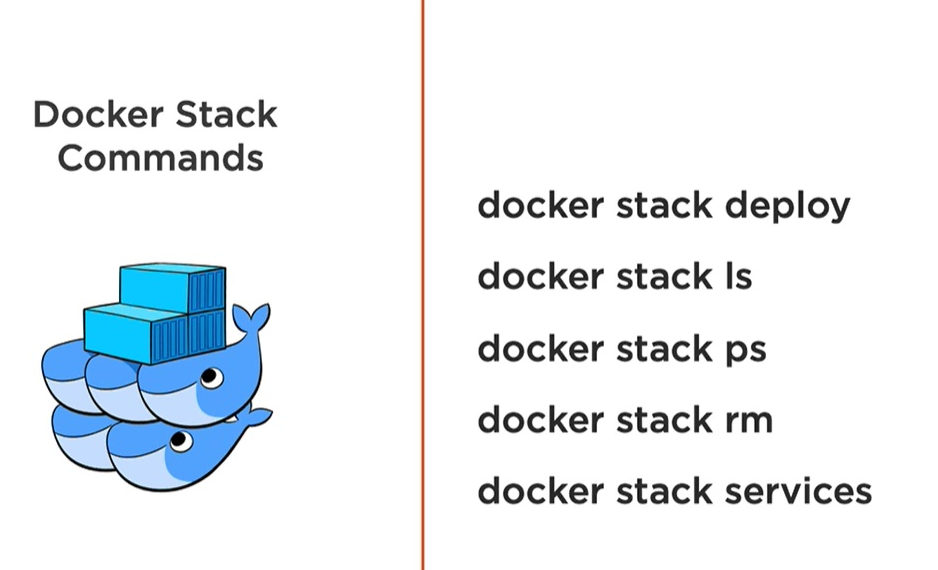 Docker Stack
Commands
docker stack deploy
docker stack ls
docker stack ps
docker stack rm
docker stack services